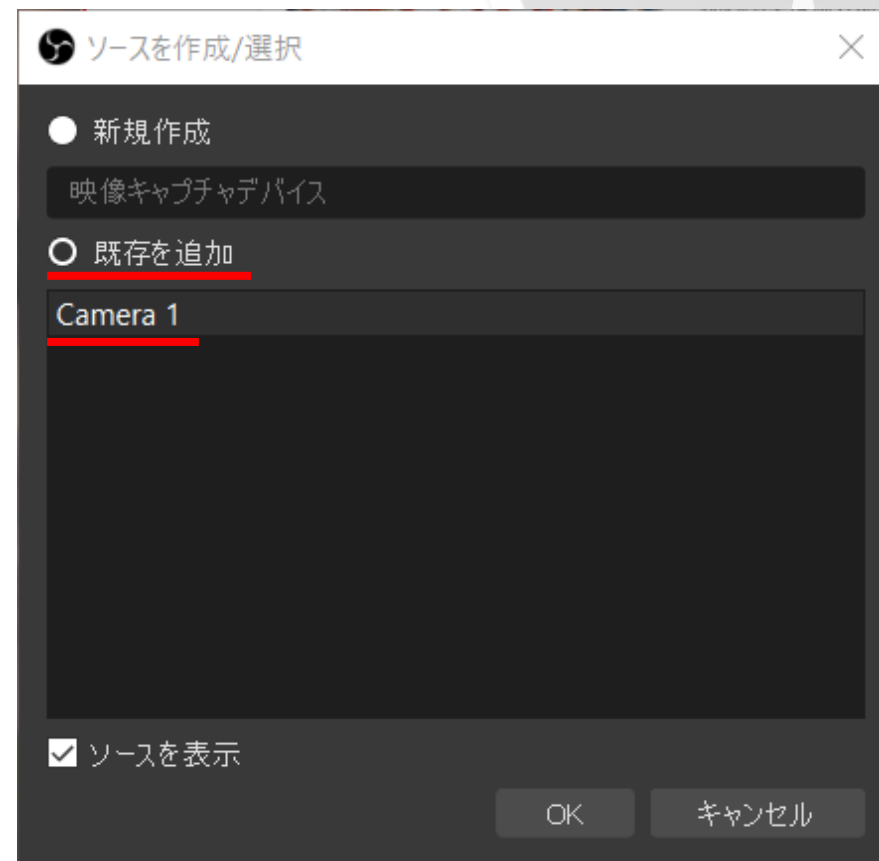 ソースを作成/選択
新規作成
映像キャプチャデバイス
既存を追加
Camera 1
ソースを表示
OK
キャンセル